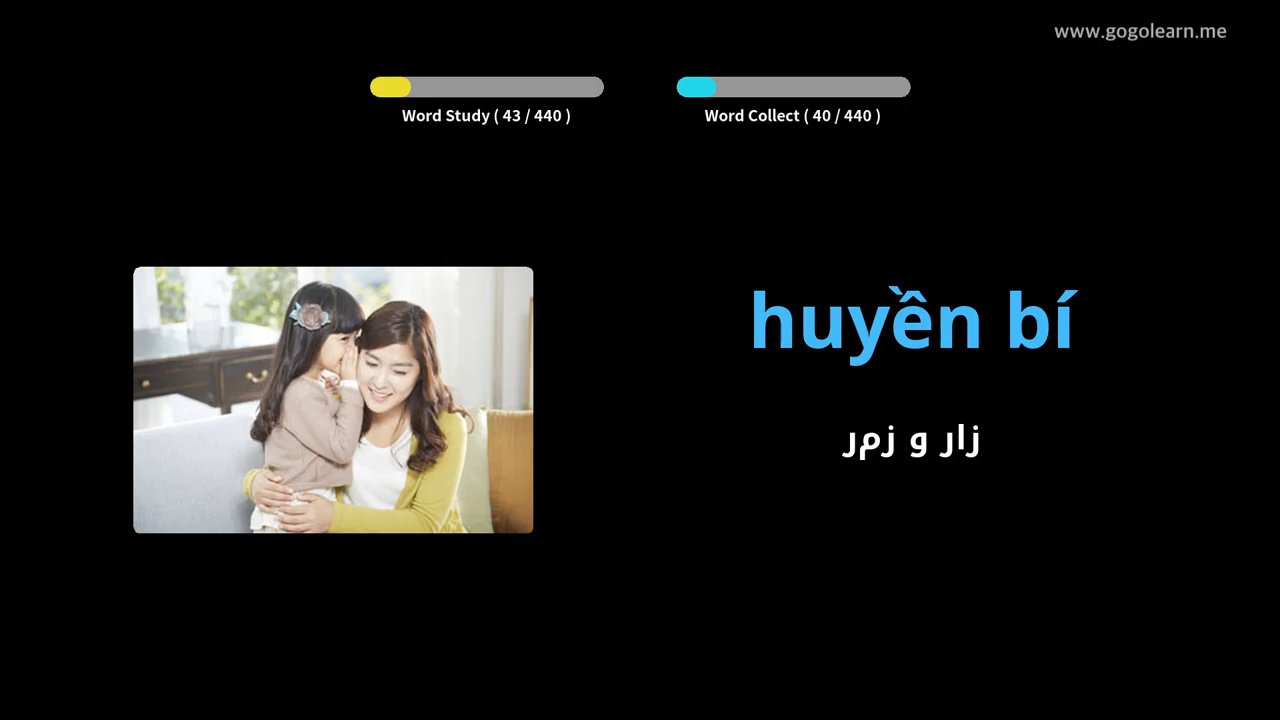 www.gogolearn.me
Word Study ( 43 / 440 )
Word Collect ( 40 / 440 )
huyền bí
زار و زمر